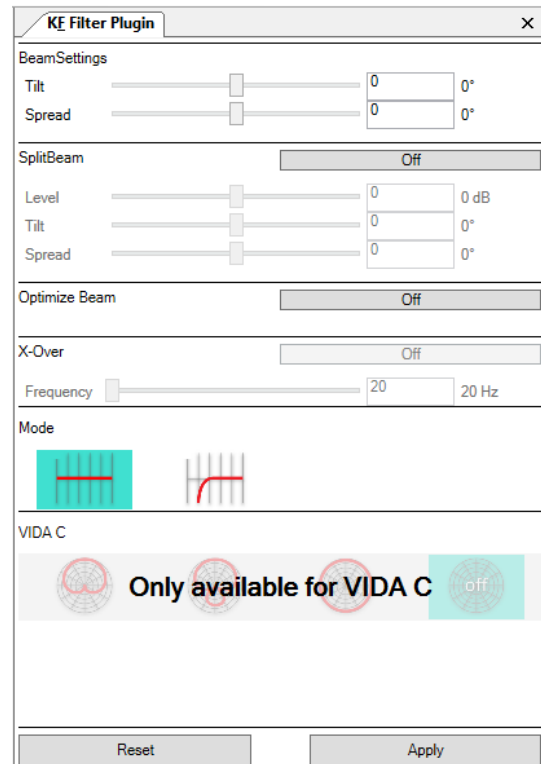 KF Filter Plugin ×
BeamSettings
Tilt 0 0°
Spread 0 0°
SplitBeam Off
Level 0 0 dB
Tilt 0 0°
Spread 0 0°
Optimize Beam Off
X-Over Off
Frequency 20 20 Hz
Mode
VIDA C
Only available for VIDA C off
Reset Apply